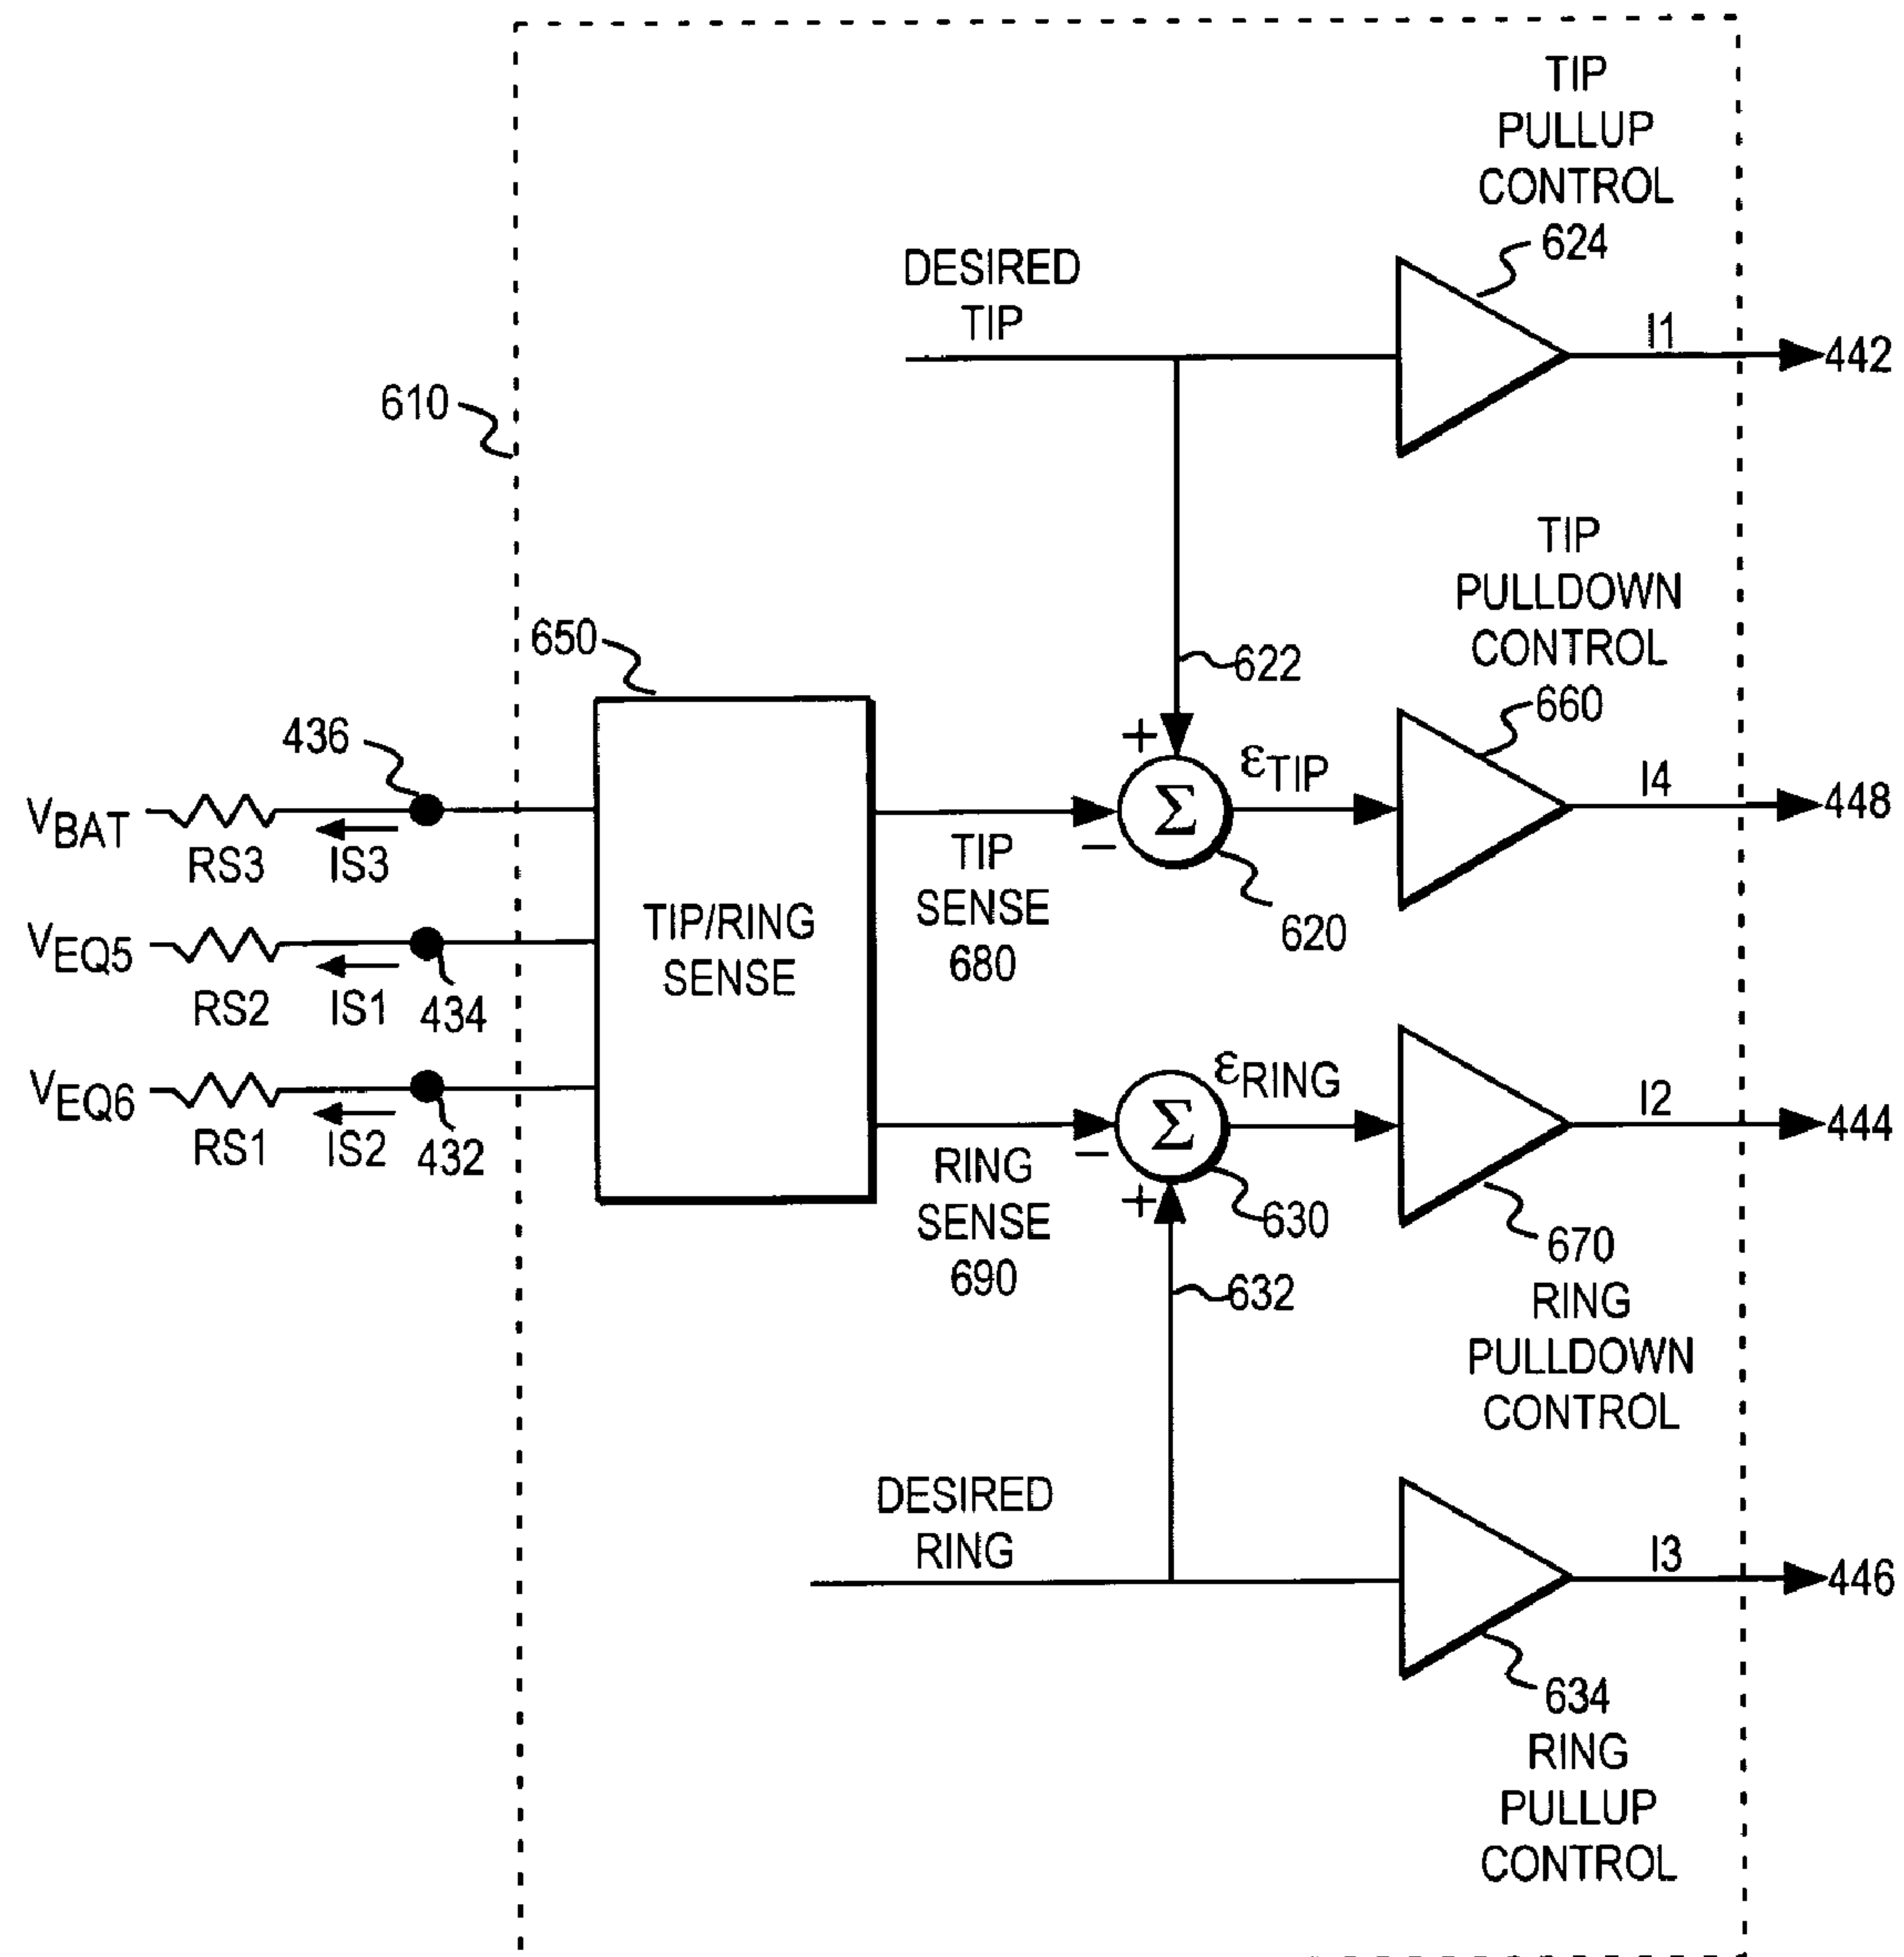 TIP
PULLUP
CONTROL
624
DESIRED
TIP
I1
442
610
TIP
PULLDOWN
CONTROL
660
650
622
436
+
εTIP
I4
448
VBAT
RS3
IS3
−
Σ
TIP
SENSE
680
620
TIP/RING
SENSE
VEQ5
RS2
IS1
434
εRING
I2
444
VEQ6
RS1
IS2
432
−
Σ
+
RING
SENSE
690
630
632
670
RING
PULLDOWN
CONTROL
DESIRED
RING
I3
446
634
RING
PULLUP
CONTROL